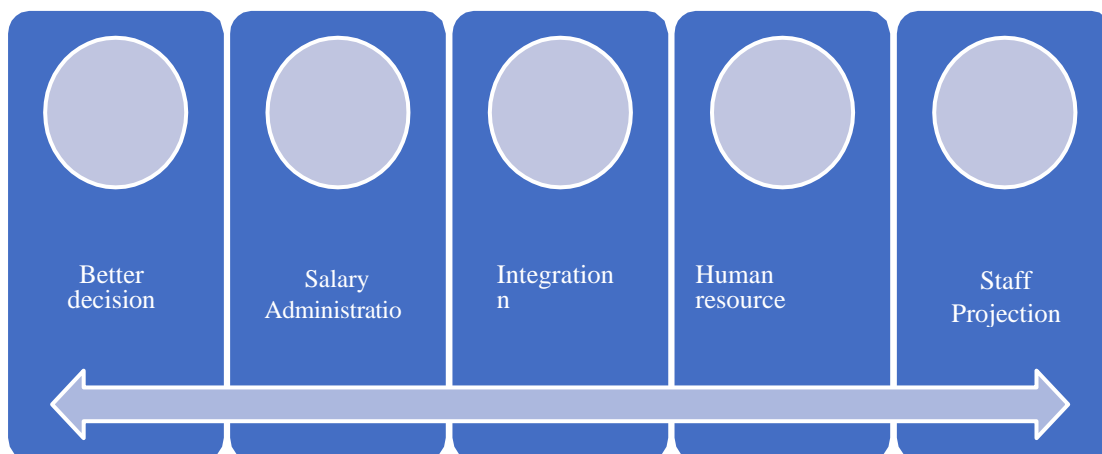 Better
decision
Salary
Administratio
Integration
n
Human
resource
Staff
Projection